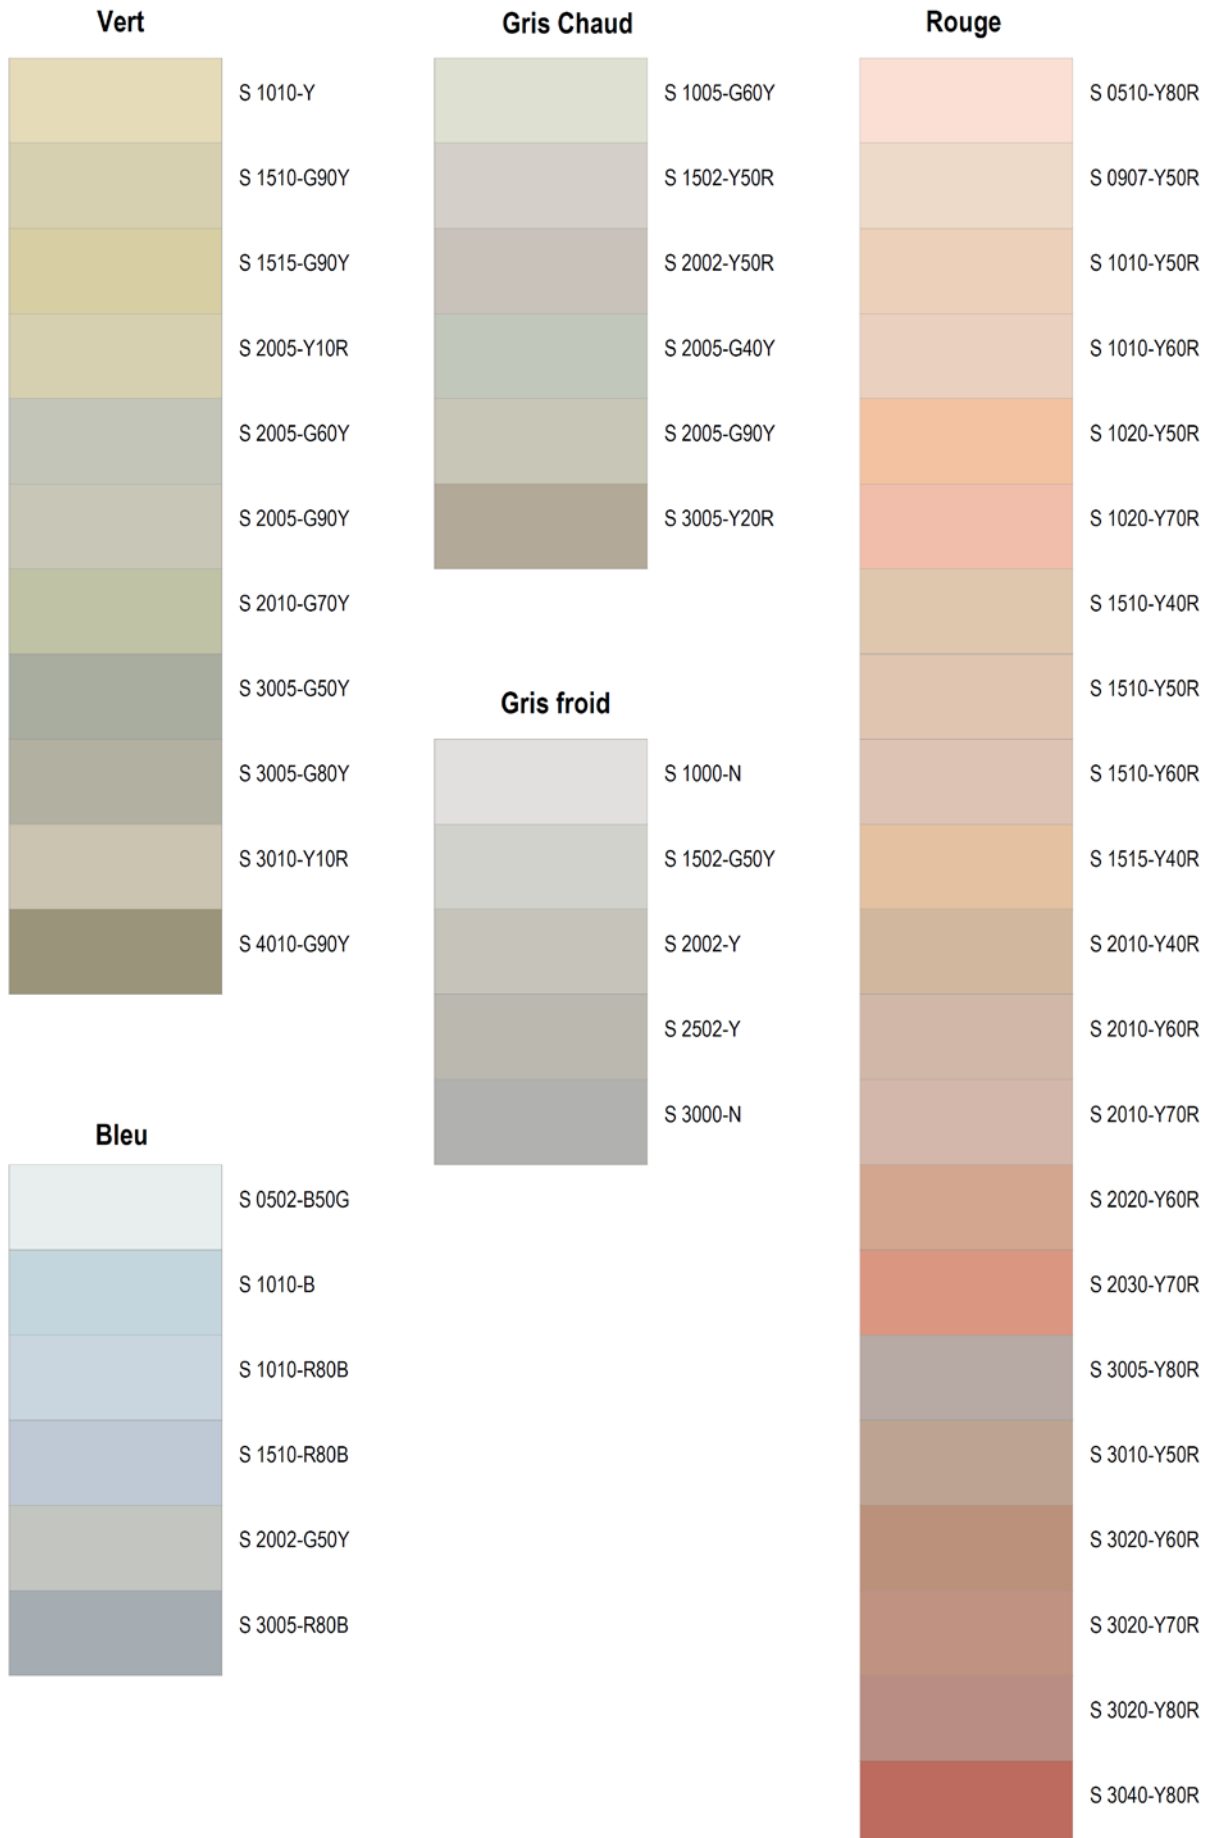 Vert
S 1010-Y
S 1510-G90Y
S 1515-G90Y
S 2005-Y10R
S 2005-G60Y
S 2005-G90Y
S 2010-G70Y
S 3005-G50Y
S 3005-G80Y
S 3010-Y10R
S 4010-G90Y
Bleu
S 0502-B50G
S 1010-B
S 1010-R80B
S 1510-R80B
S 2002-G50Y
S 3005-R80B
Gris Chaud
S 1005-G60Y
S 1502-Y50R
S 2002-Y50R
S 2005-G40Y
S 2005-G90Y
S 3005-Y20R
Gris froid
S 1000-N
S 1502-G50Y
S 2002-Y
S 2502-Y
S 3000-N
Rouge
S 0510-Y80R
S 0907-Y50R
S 1010-Y50R
S 1010-Y60R
S 1020-Y50R
S 1020-Y70R
S 1510-Y40R
S 1510-Y50R
S 1510-Y60R
S 1515-Y40R
S 2010-Y40R
S 2010-Y60R
S 2010-Y70R
S 2020-Y60R
S 2030-Y70R
S 3005-Y80R
S 3010-Y50R
S 3020-Y60R
S 3020-Y70R
S 3020-Y80R
S 3040-Y80R